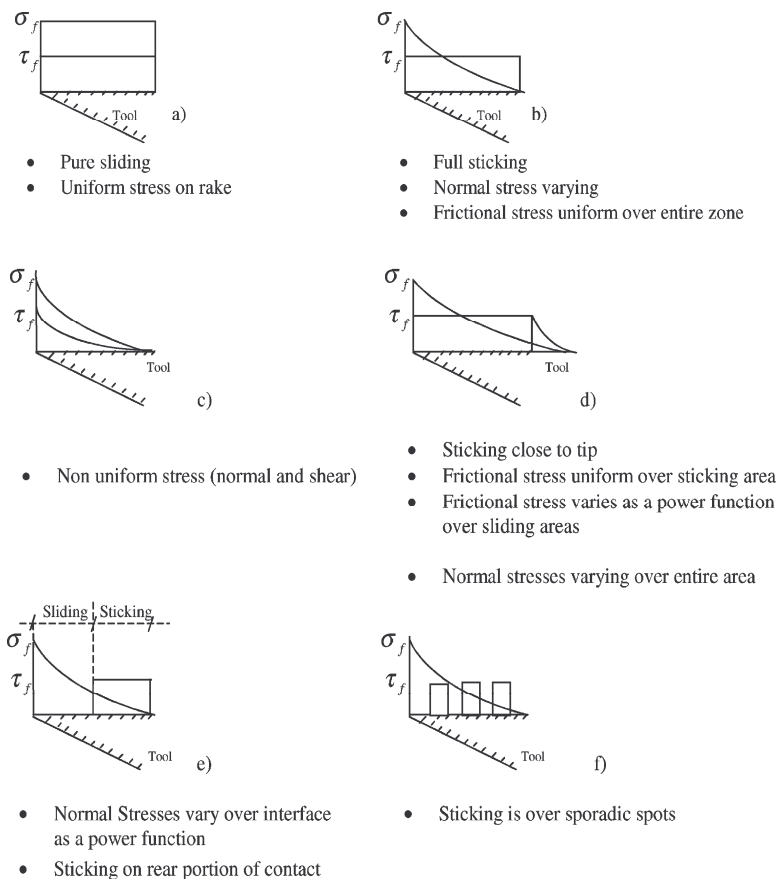 σf
τf
Tool
a)
• Pure sliding
• Uniform stress on rake
σf
τf
Tool
b)
• Full sticking
• Normal stress varying
• Frictional stress uniform over entire zone
σf
τf
Tool
c)
• Non uniform stress (normal and shear)
σf
τf
Tool
d)
• Sticking close to tip
• Frictional stress uniform over sticking area
• Frictional stress varies as a power function
over sliding areas
• Normal stresses varying over entire area
Sliding Sticking
σf
τf
Tool
e)
• Normal Stresses vary over interface
as a power function
• Sticking on rear portion of contact
σf
τf
Tool
f)
• Sticking is over sporadic spots